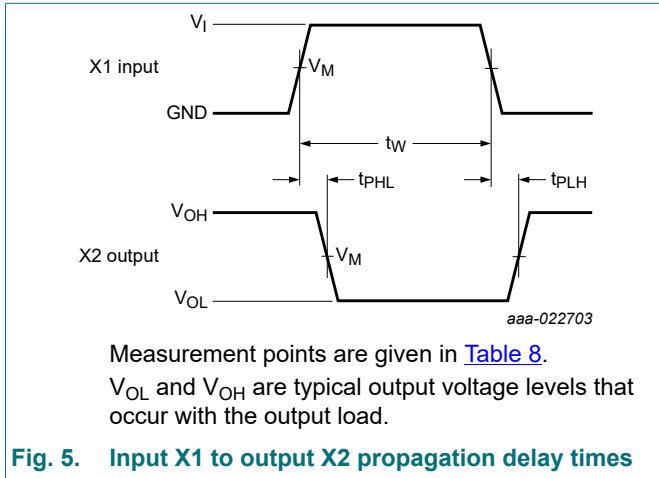 VI
X1 input
VM
GND
tW
tPHL
tPLH
VOH
X2 output
VM
VOL
aaa-022703
Measurement points are given in Table 8.
VOL and VOH are typical output voltage levels that
occur with the output load.
Fig. 5. Input X1 to output X2 propagation delay times